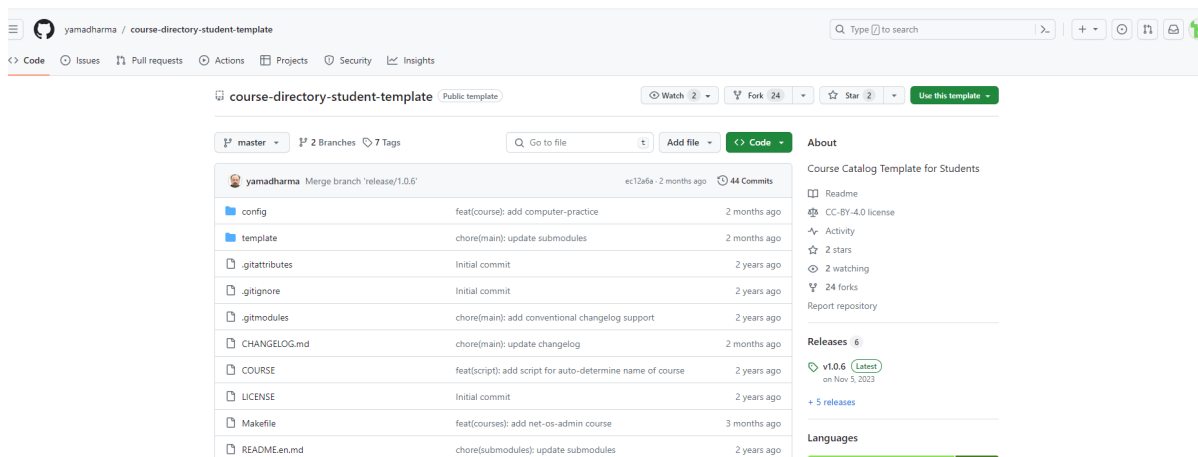 yamadharma / course-directory-student-template
Type / to search
Code Issues Pull requests Actions Projects Security Insights
course-directory-student-template Public template
Watch 2 Fork 24 Star 2 Use this template
master 2 Branches 7 Tags Go to file t Add file Code
yamadharma Merge branch 'release/1.0.6' ec12a6a · 2 months ago 44 Commits
config feat(course): add computer-practice 2 months ago
template chore(main): update submodules 2 months ago
.gitattributes Initial commit 2 years ago
.gitignore Initial commit 2 years ago
.gitmodules chore(main): add conventional changelog support 2 years ago
CHANGELOG.md chore(main): update changelog 2 months ago
COURSE feat(script): add script for auto-determine name of course 2 years ago
LICENSE Initial commit 2 years ago
Makefile feat(courses): add net-os-admin course 3 months ago
README.en.md chore(submodules): update submodules 2 years ago
About
Course Catalog Template for Students
Readme
CC-BY-4.0 license
Activity
2 stars
2 watching
24 forks
Report repository
Releases 6
v1.0.6 Latest
on Nov 5, 2023
+ 5 releases
Languages